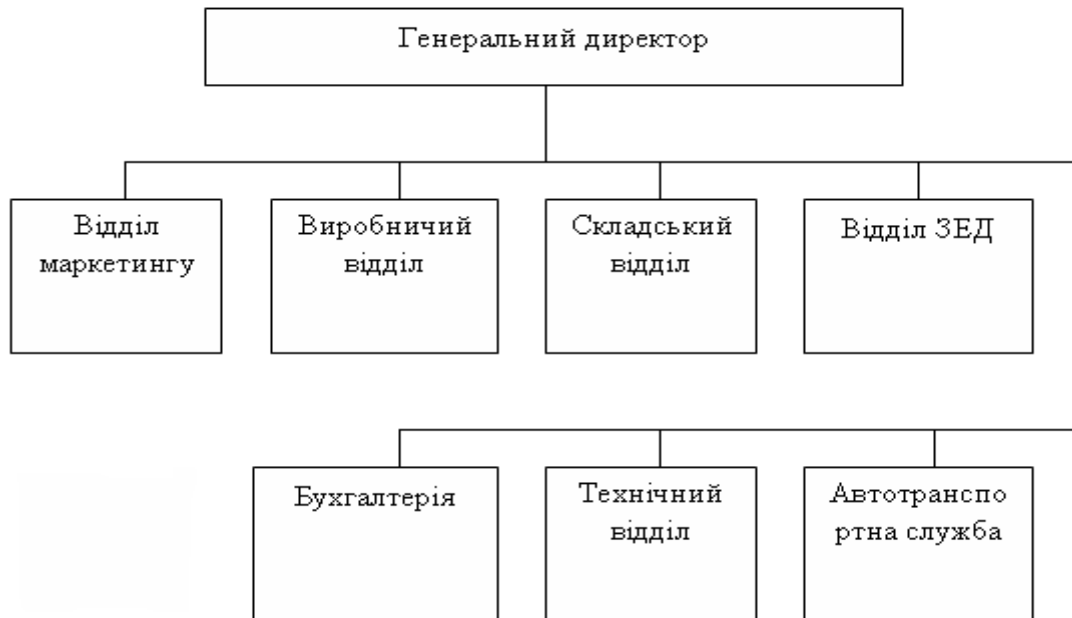 Генеральний директор
Відділ
маркетингу
Виробничий
відділ
Складський
відділ
Відділ ЗЕД
Бухгалтерія
Технічний
відділ
Автотранспо
ртна служба